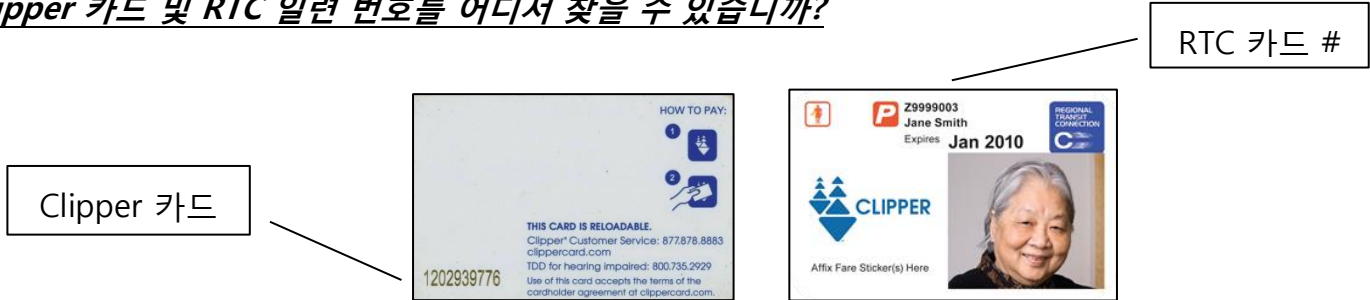 lipper 카드 및 RTC 일련 번호를 어디서 찾을 수 있습니까?
RTC 카드 #
Clipper 카드
HOW TO PAY:
1
2
THIS CARD IS RELOADABLE.
Clipper® Customer Service: 877.878.8883
clippercard.com
TDD for hearing impaired: 800.735.2929
Use of this card accepts the terms of the
cardholder agreement at clippercard.com.
1202939776
P
Z9999003
Jane Smith
Expires Jan 2010
REGIONAL
TRANSIT
CONNECTION
C
CLIPPER
Affix Fare Sticker(s) Here